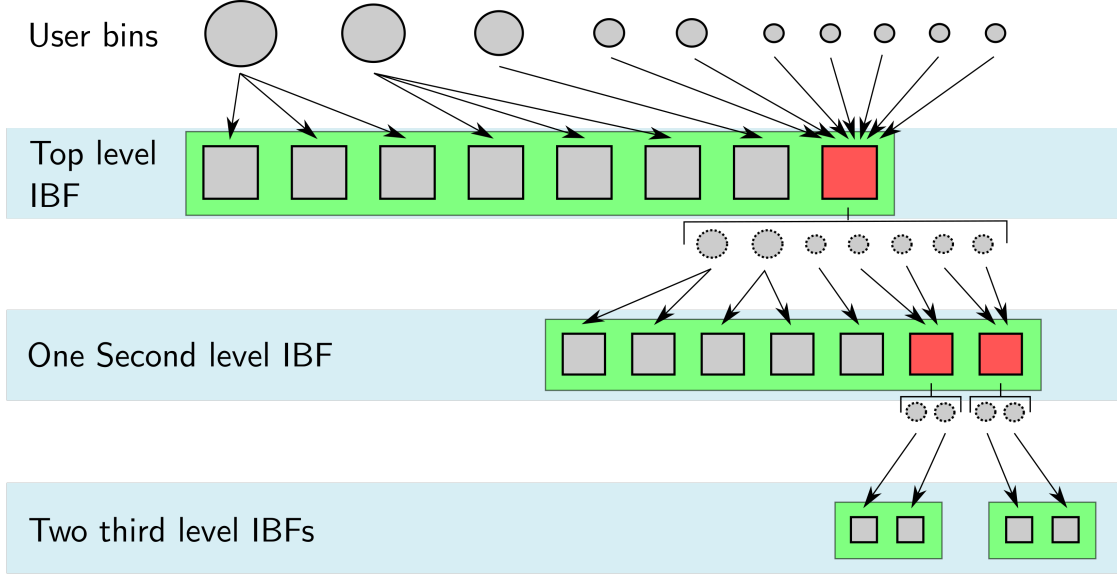 User bins
Top level
IBF
One Second level IBF
Two third level IBFs